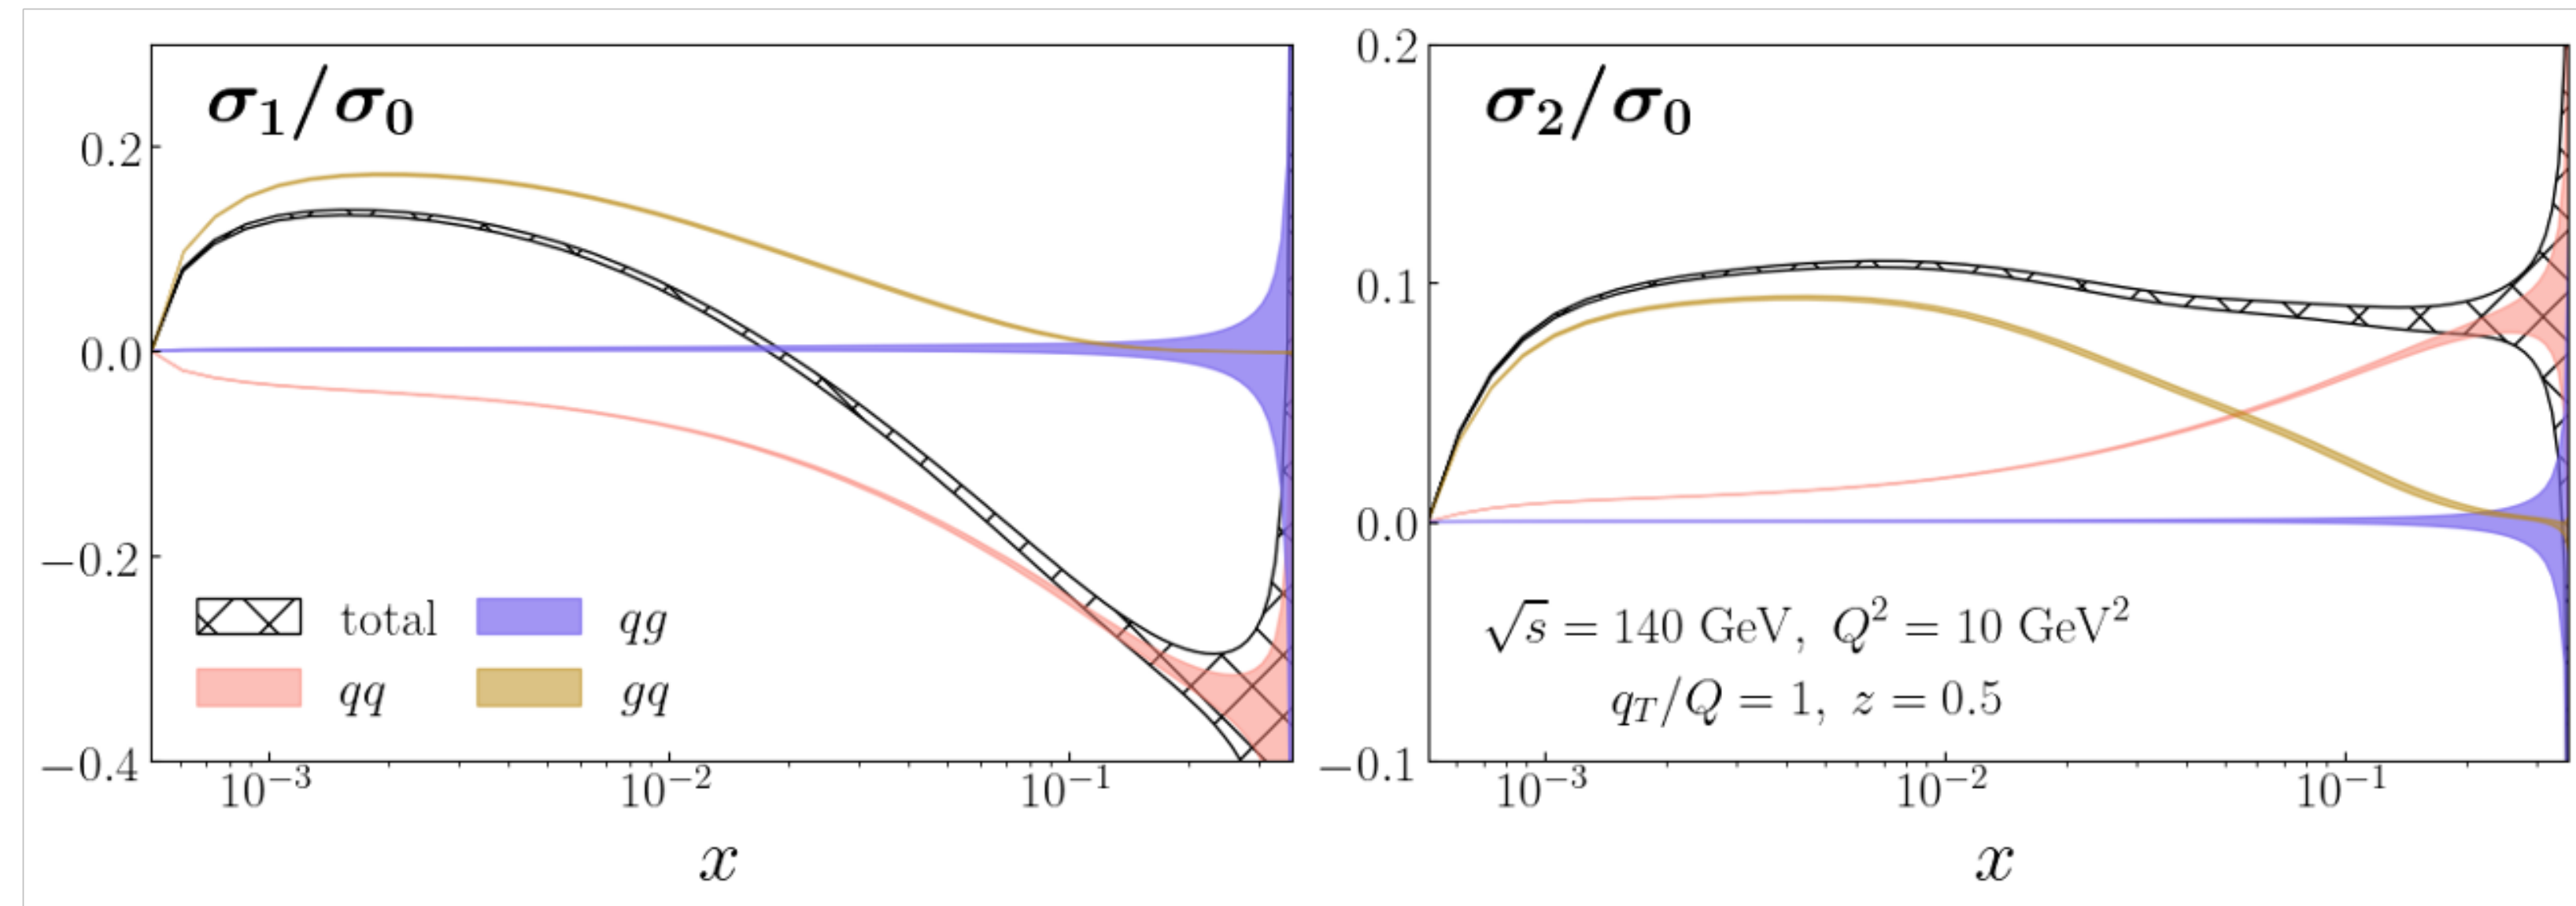 σ₁/σ₀
0.2
0.0
−0.2
−0.4
total
qg
qq
gq
10⁻³
10⁻²
10⁻¹
x
σ₂/σ₀
0.2
0.1
0.0
−0.1
√s = 140 GeV, Q² = 10 GeV²
q_T/Q = 1, z = 0.5
10⁻³
10⁻²
10⁻¹
x